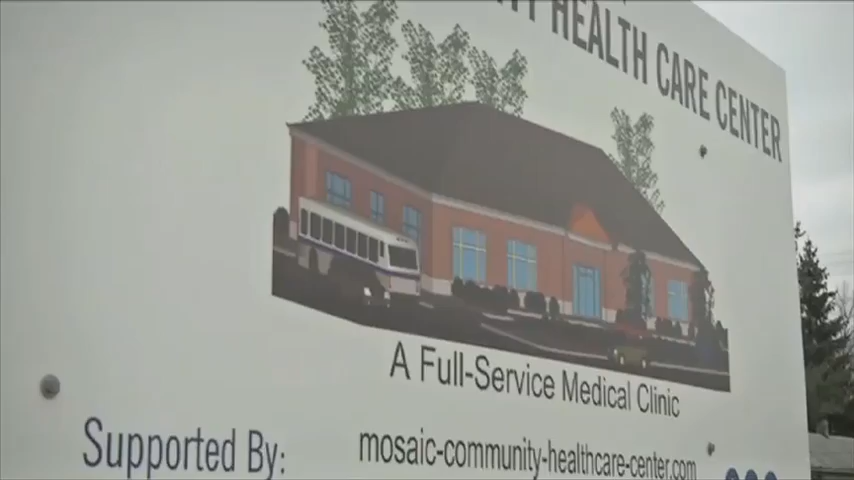 HEALTH CARE CENTER
A Full-Service Medical Clinic
mosaic-community-healthcare-center.com
Supported By: